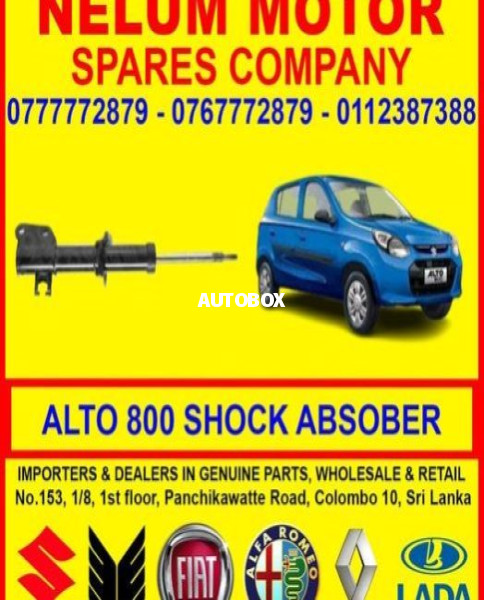 NELUM MOTOR
SPARES COMPANY
0777772879 - 0767772879 - 0112387388
ALTO
AUTOBOX
ALTO 800 SHOCK ABSOBER
IMPORTERS & DEALERS IN GENUINE PARTS, WHOLESALE & RETAIL
No.153, 1/8, 1st floor, Panchikawatte Road, Colombo 10, Sri Lanka
FIAT
ALFA ROMEO
LADA